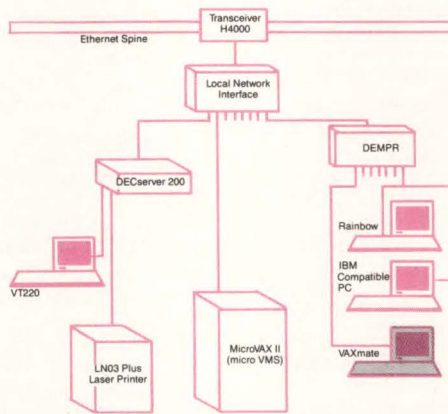 Transceiver
H4000
Ethernet Spine
Local Network
Interface
DECserver 200
DEMPR
Rainbow
IBM
Compatible
PC
VT220
LN03 Plus
Laser Printer
MicroVAX II
(micro VMS)
VAXmate